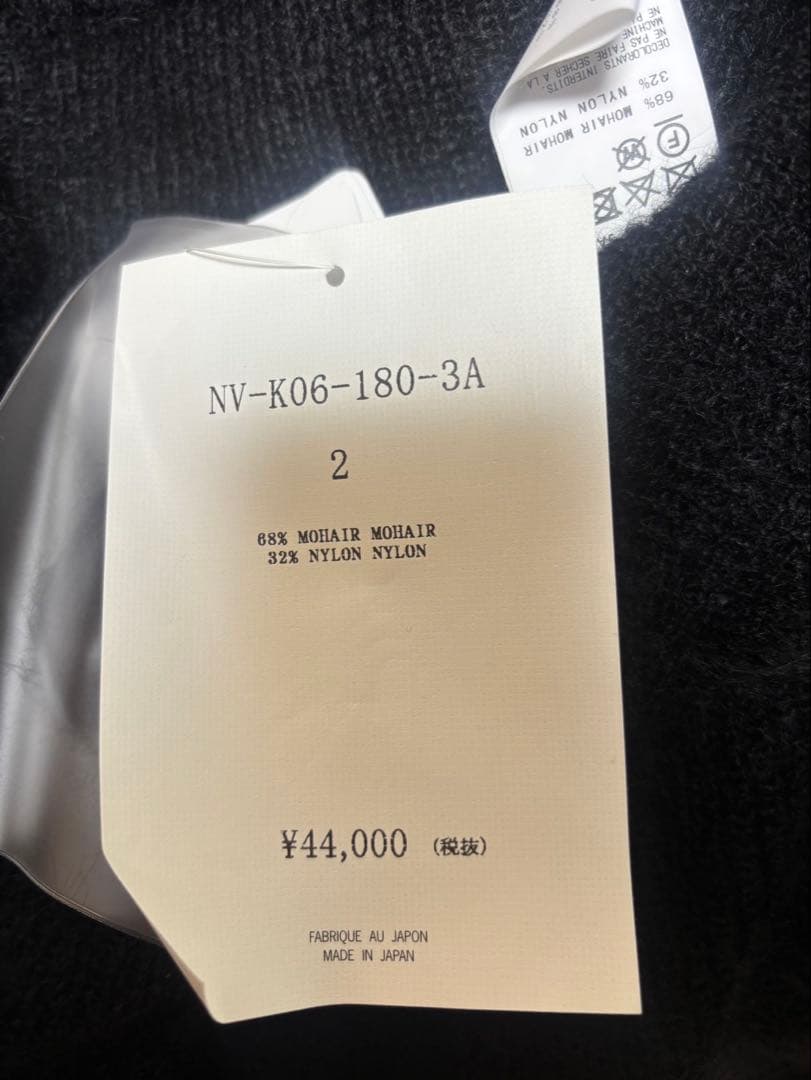 NV-K06-180-3A
2
68% MOHAIR MOHAIR
32% NYLON NYLON
¥44,000 (税抜)
FABRIQUE AU JAPON
MADE IN JAPAN
68% MOHAIR MOHAIR
32% NYLON NYLON
DECOLORANTS INTERDITS.
NE PAS FAIRE SECHER A LA
MACHINE